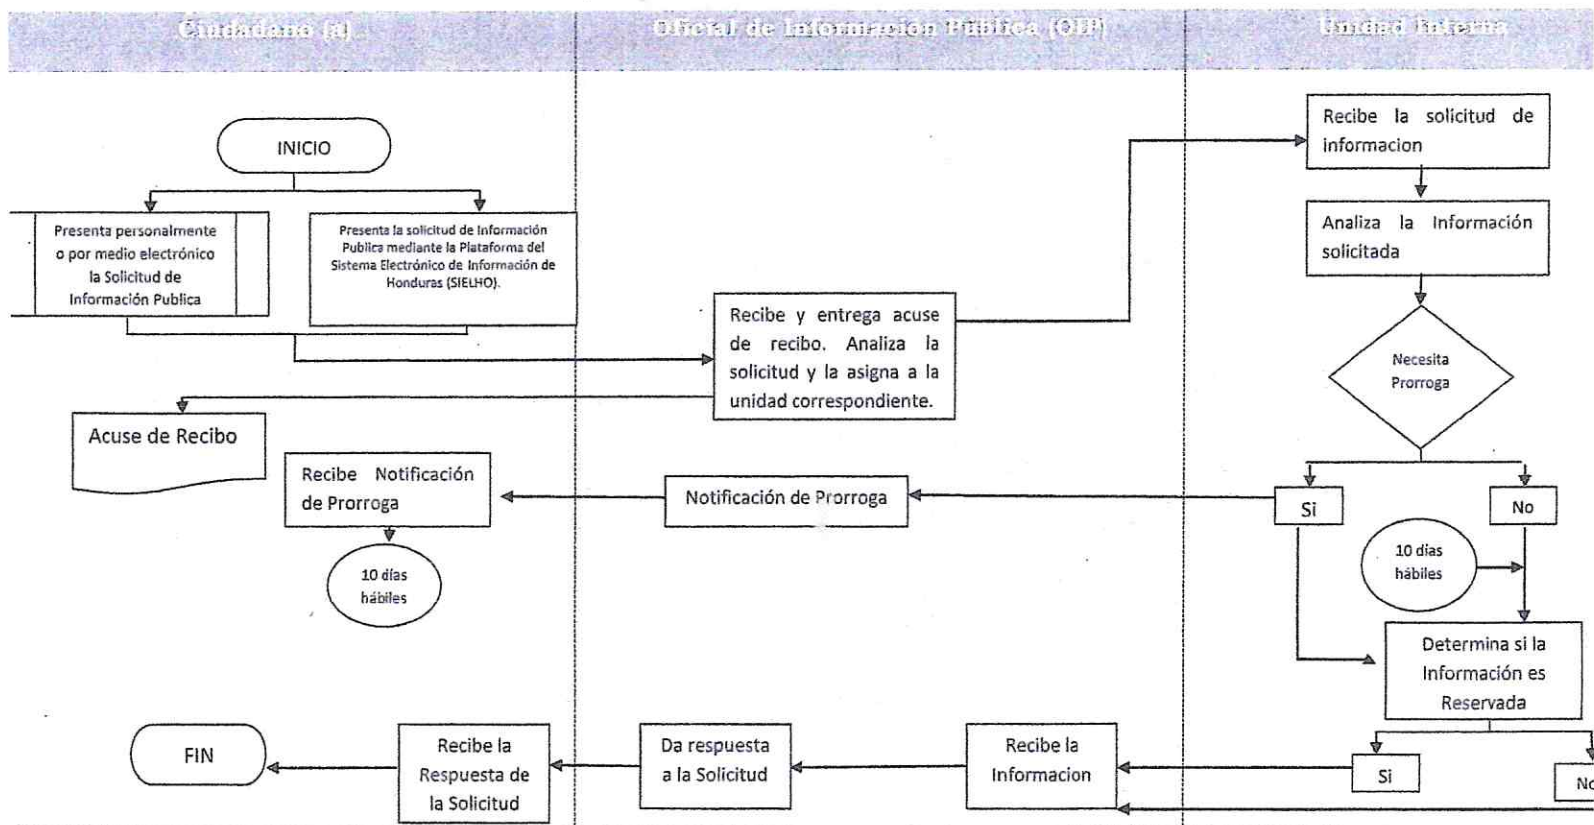 Ciudadano (a)
Oficial de Información Pública (OIP)
Unidad Interna
INICIO
Presenta personalmente
o por medio electrónico
la Solicitud de
Información Publica
Presenta la solicitud de Información
Publica mediante la Plataforma del
Sistema Electrónico de Información de
Honduras (SIELHO).
Recibe y entrega acuse
de recibo. Analiza la
solicitud y la asigna a la
unidad correspondiente.
Recibe la solicitud de
informacion
Analiza la Información
solicitada
Necesita
Prorroga
Acuse de Recibo
Recibe Notificación
de Prorroga
Notificación de Prorroga
Si
No
10 días
hábiles
10 días
hábiles
Determina si la
Información es
Reservada
Si
No
Recibe la
Informacion
Da respuesta
a la Solicitud
Recibe la
Respuesta de
la Solicitud
FIN